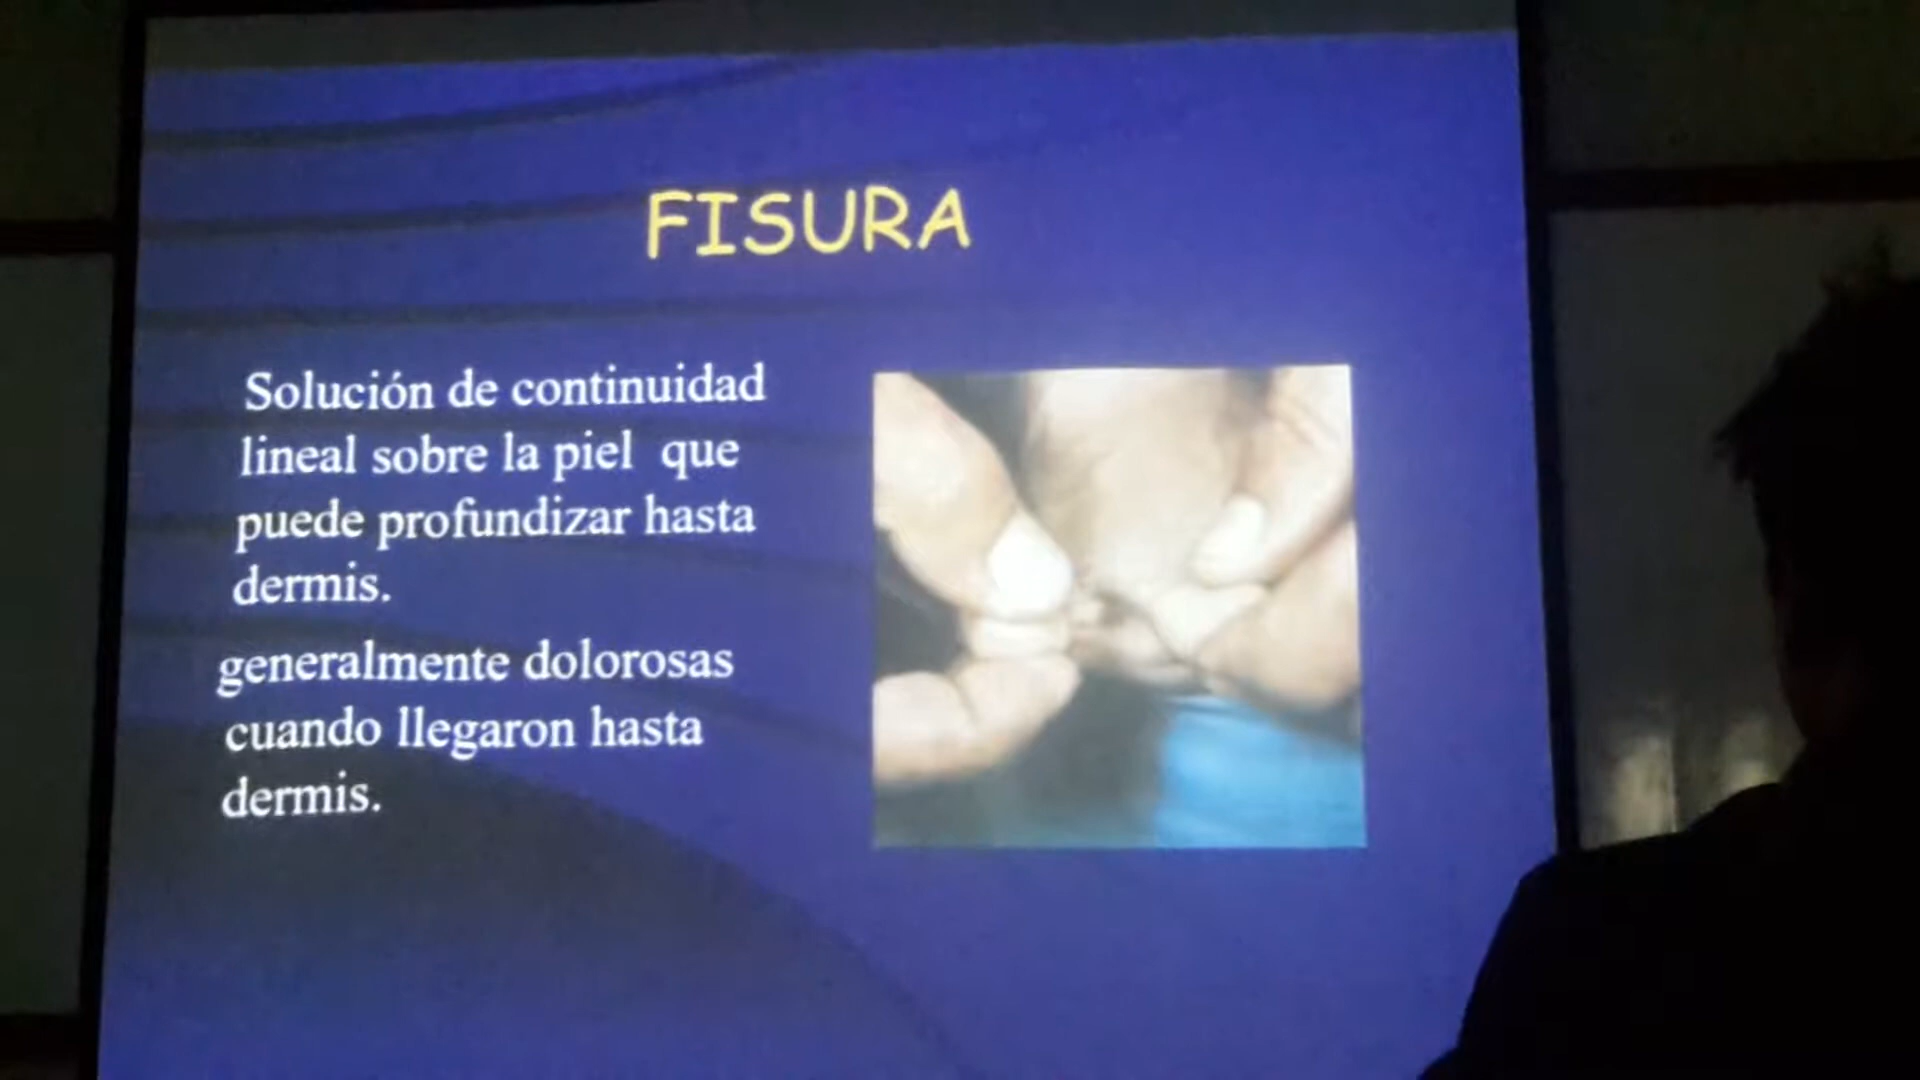 FISURA
Solución de continuidad
lineal sobre la piel que
puede profundizar hasta
dermis.
generalmente dolorosas
cuando llegaron hasta
dermis.